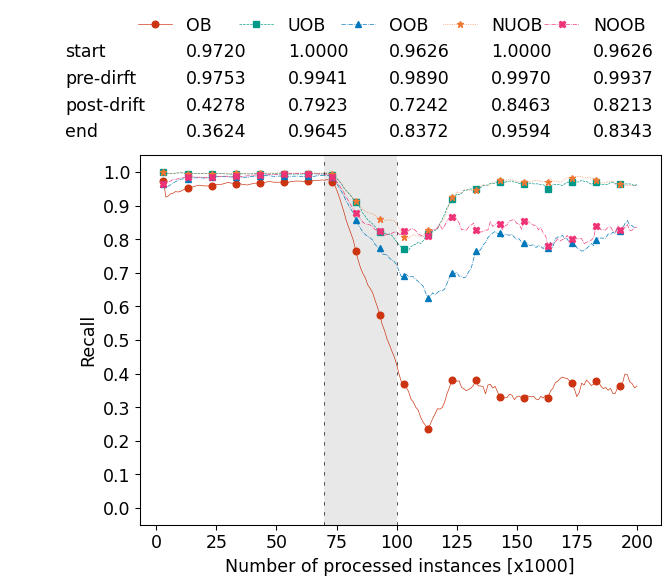 OB UOB OOB NUOB NOOB
start 0.9720 1.0000 0.9626 1.0000 0.9626
pre-dirft 0.9753 0.9941 0.9890 0.9970 0.9937
post-drift 0.4278 0.7923 0.7242 0.8463 0.8213
end 0.3624 0.9645 0.8372 0.9594 0.8343
1.0
0.9
0.8
0.7
0.6
0.5
0.4
0.3
0.2
0.1
0.0
Recall
0 25 50 75 100 125 150 175 200
Number of processed instances [x1000]